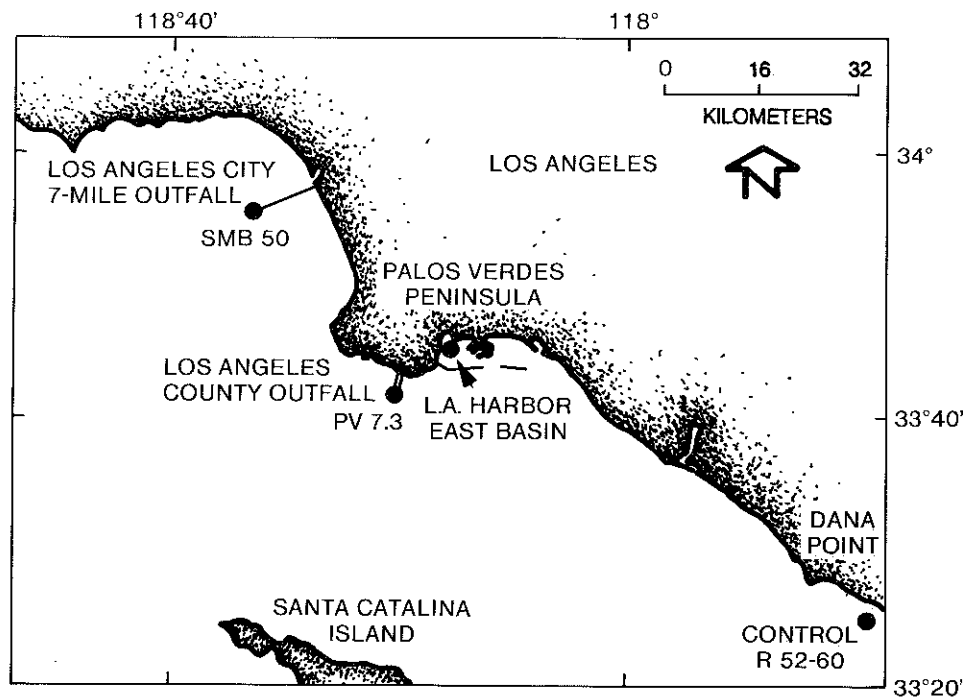 118°40'
118°
0 16 32
KILOMETERS
LOS ANGELES
34°
LOS ANGELES CITY
7-MILE OUTFALL
SMB 50
N
PALOS VERDES
PENINSULA
LOS ANGELES
COUNTY OUTFALL
PV 7.3
L.A. HARBOR
EAST BASIN
33°40'
DANA
POINT
SANTA CATALINA
ISLAND
CONTROL
R 52-60
33°20'